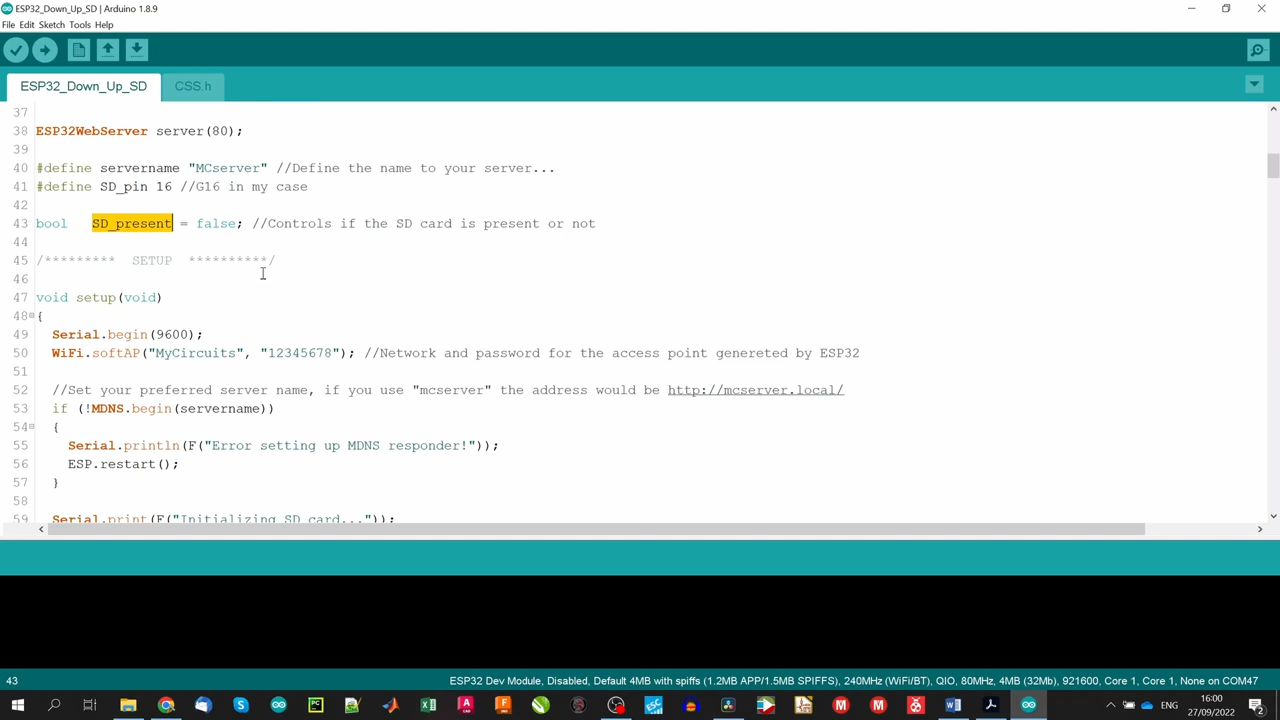 ESP32_Down_Up_SD | Arduino 1.8.9
File Edit Sketch Tools Help
ESP32_Down_Up_SD
CSS.h
37
38 ESP32WebServer server(80);
39
40 #define servername "MCserver" //Define the name to your server...
41 #define SD_pin 16 //G16 in my case
42
43 bool   SD_present = false; //Controls if the SD card is present or not
44
45 /*********  SETUP  **********/
46
47 void setup(void)
48 {
49   Serial.begin(9600);
50   WiFi.softAP("MyCircuits", "12345678"); //Network and password for the access point genereted by ESP32
51
52   //Set your preferred server name, if you use "mcserver" the address would be http://mcserver.local/
53   if (!MDNS.begin(servername))
54   {
55     Serial.println(F("Error setting up MDNS responder!"));
56     ESP.restart();
57   }
58
59   Serial.print(F("Initializing SD card..."));
43
ESP32 Dev Module, Disabled, Default 4MB with spiffs (1.2MB APP/1.5MB SPIFFS), 240MHz (WiFi/BT), QIO, 80MHz, 4MB (32Mb), 921600, Core 1, Core 1, None on COM47
ENG
16:00
27/09/2022